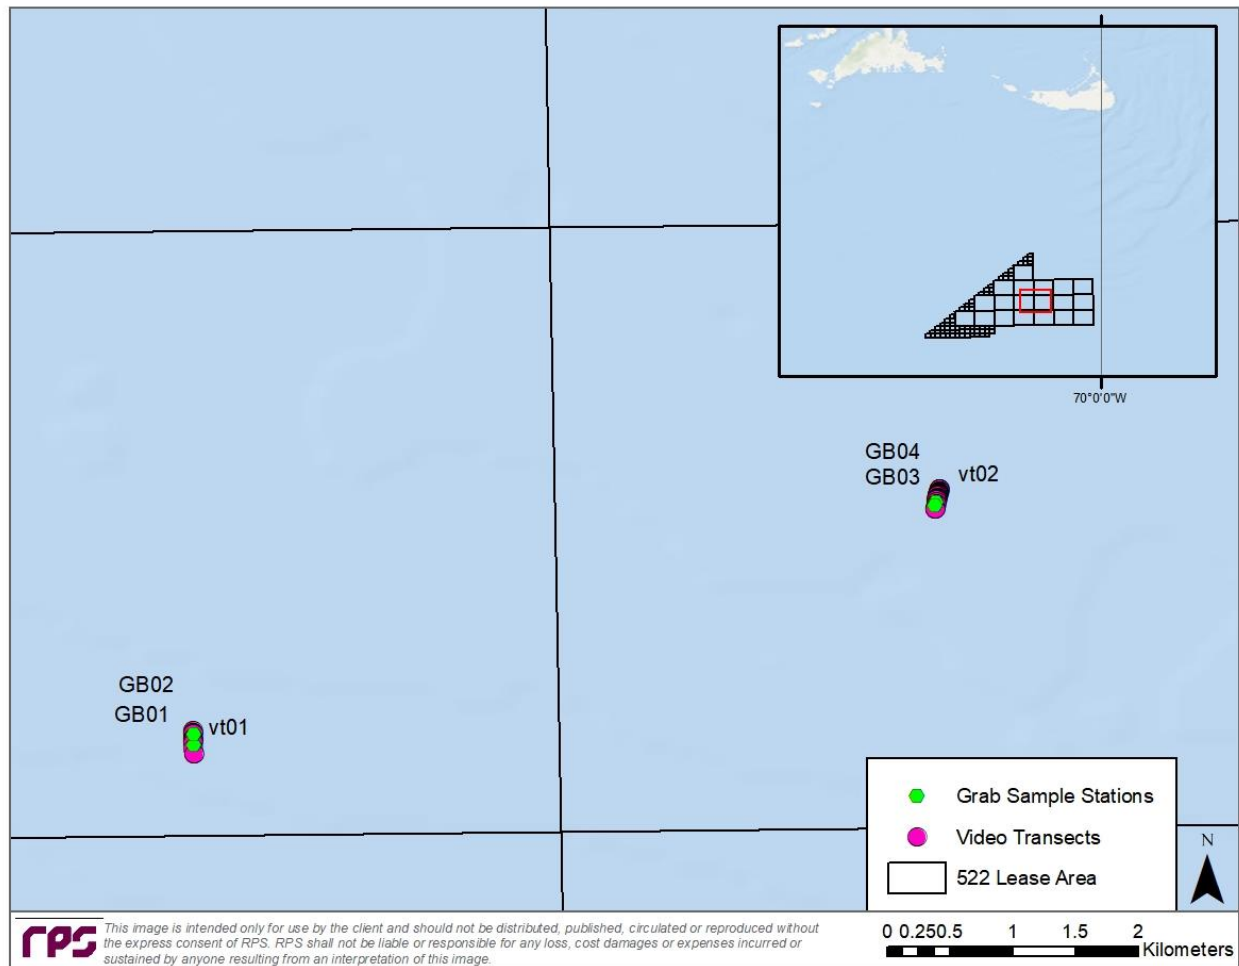 70°0'0"W
GB04
GB03
vt02
GB02
GB01
vt01
Grab Sample Stations
Video Transects
522 Lease Area
N
rps
This image is intended only for use by the client and should not be distributed, published, circulated or reproduced without
the express consent of RPS. RPS shall not be liable or responsible for any loss, cost damages or expenses incurred or
sustained by anyone resulting from an interpretation of this image.
0 0.250.5 1 1.5 2
Kilometers